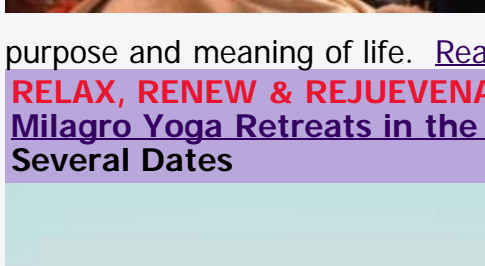 purpose and meaning of life. Rea
RELAX, RENEW & REJUEVENA
Milagro Yoga Retreats in the
Several Dates